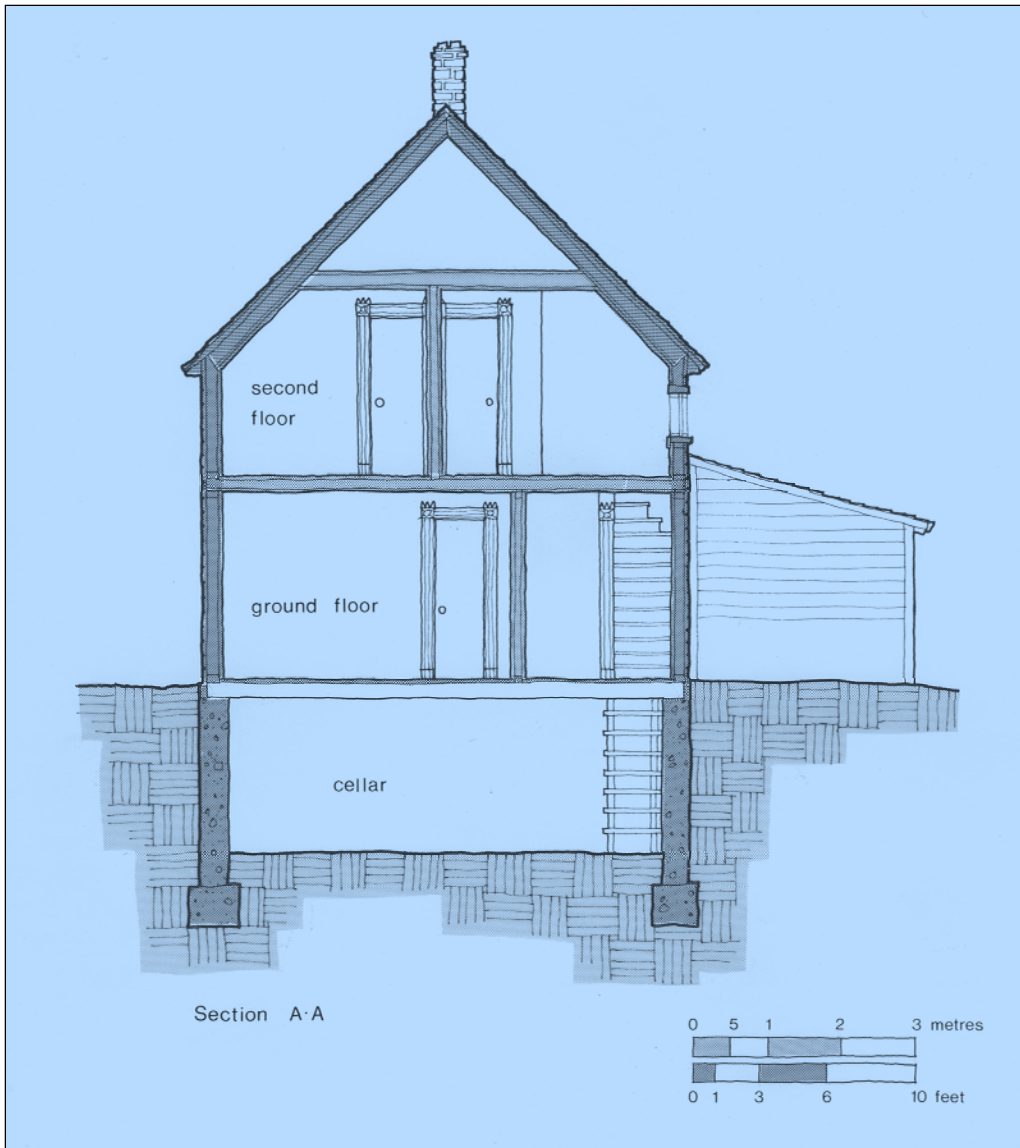 second
floor
ground floor
cellar
Section A·A
0 5 1 2 3 metres
0 1 3 6 10 feet